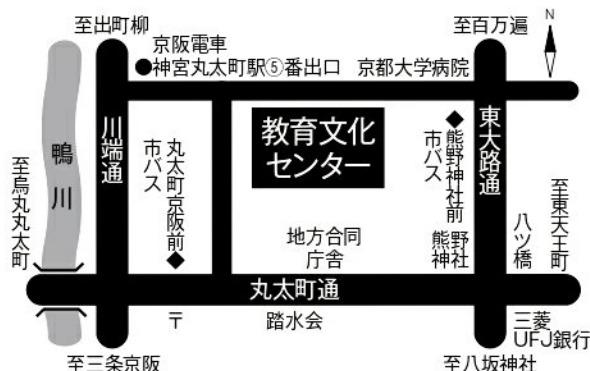 至出町柳
至百万遍
N
京阪電車
●神宮丸太町駅⑤番出口
京都大学病院
鴨川
川端通
市バス
丸太町京阪前◆
教育文化
センター
市バス
◆熊野神社前
東大路通
至烏丸丸太町
至東天王町
八ツ橋
熊野
神社
地方合同
庁舎
丸太町通
〒
踏水会
三菱
UFJ銀行
至三条京阪
至八坂神社